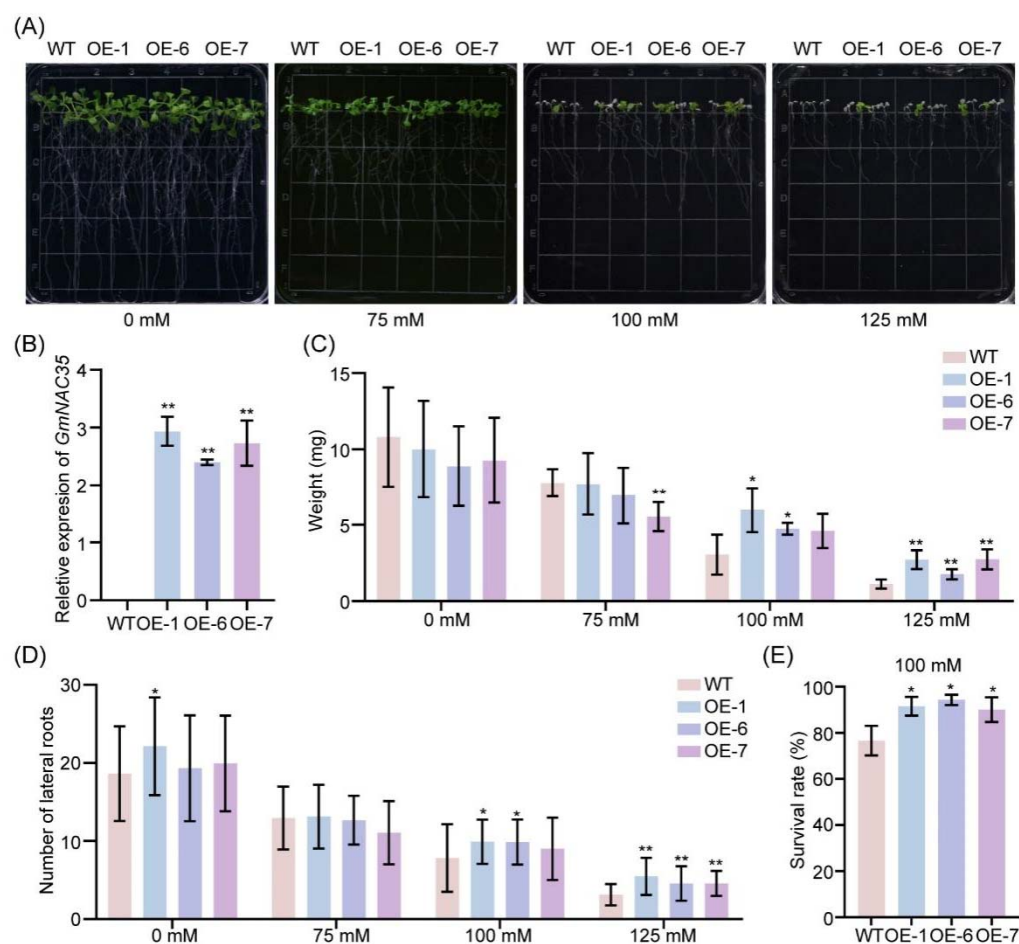 (A)
WT OE-1 OE-6 OE-7 WT OE-1 OE-6 OE-7 WT OE-1 OE-6 OE-7 WT OE-1 OE-6 OE-7
0 mM 75 mM 100 mM 125 mM
(B)
Reletive expresion of GmNAC35
4
3
2
1
0
** ** **
WT OE-1 OE-6 OE-7
(C)
Weight (mg)
15
10
5
0
WT
OE-1
OE-6
OE-7
** * * ** ** **
0 mM 75 mM 100 mM 125 mM
(D)
Number of lateral roots
30
20
10
0
WT
OE-1
OE-6
OE-7
* * * ** ** **
0 mM 75 mM 100 mM 125 mM
(E)
100 mM
Survival rate (%)
100
80
60
40
20
0
* * *
WT OE-1 OE-6 OE-7